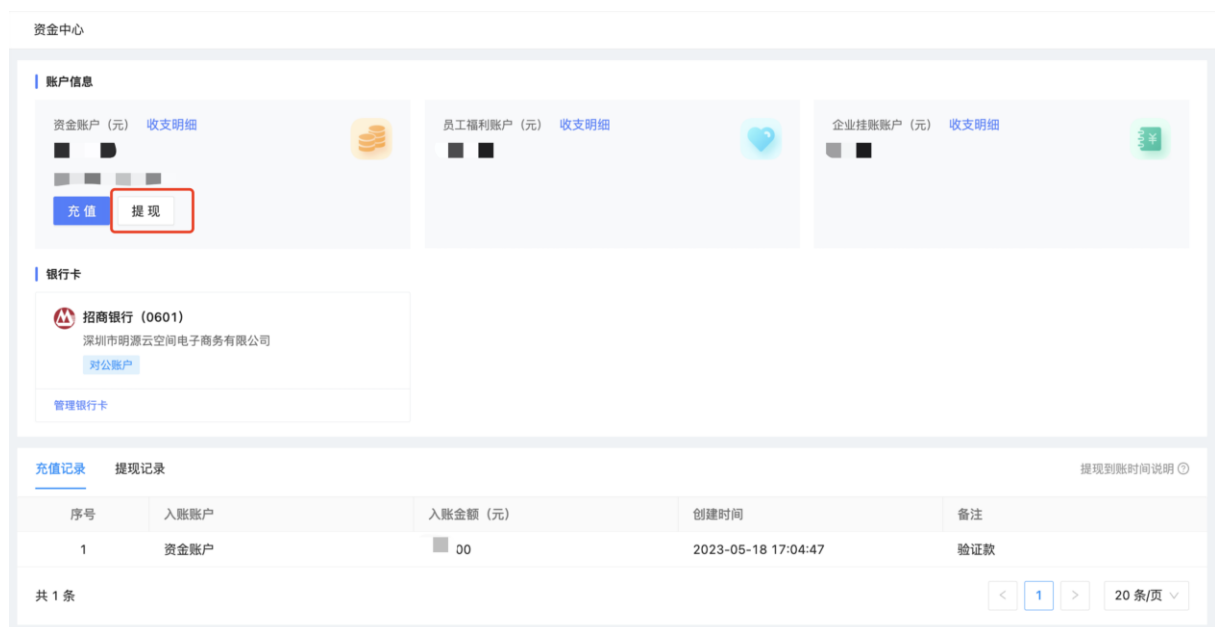 资金中心
账户信息
资金账户（元） 收支明细
员工福利账户（元） 收支明细
企业挂账账户（元） 收支明细
充值 提现
银行卡
招商银行（0601）
深圳市明源云空间电子商务有限公司
对公账户
管理银行卡
充值记录 提现记录 提现到账时间说明
序号 入账账户 入账金额（元） 创建时间 备注
1 资金账户 00 2023-05-18 17:04:47 验证款
共 1 条 < 1 > 20 条/页